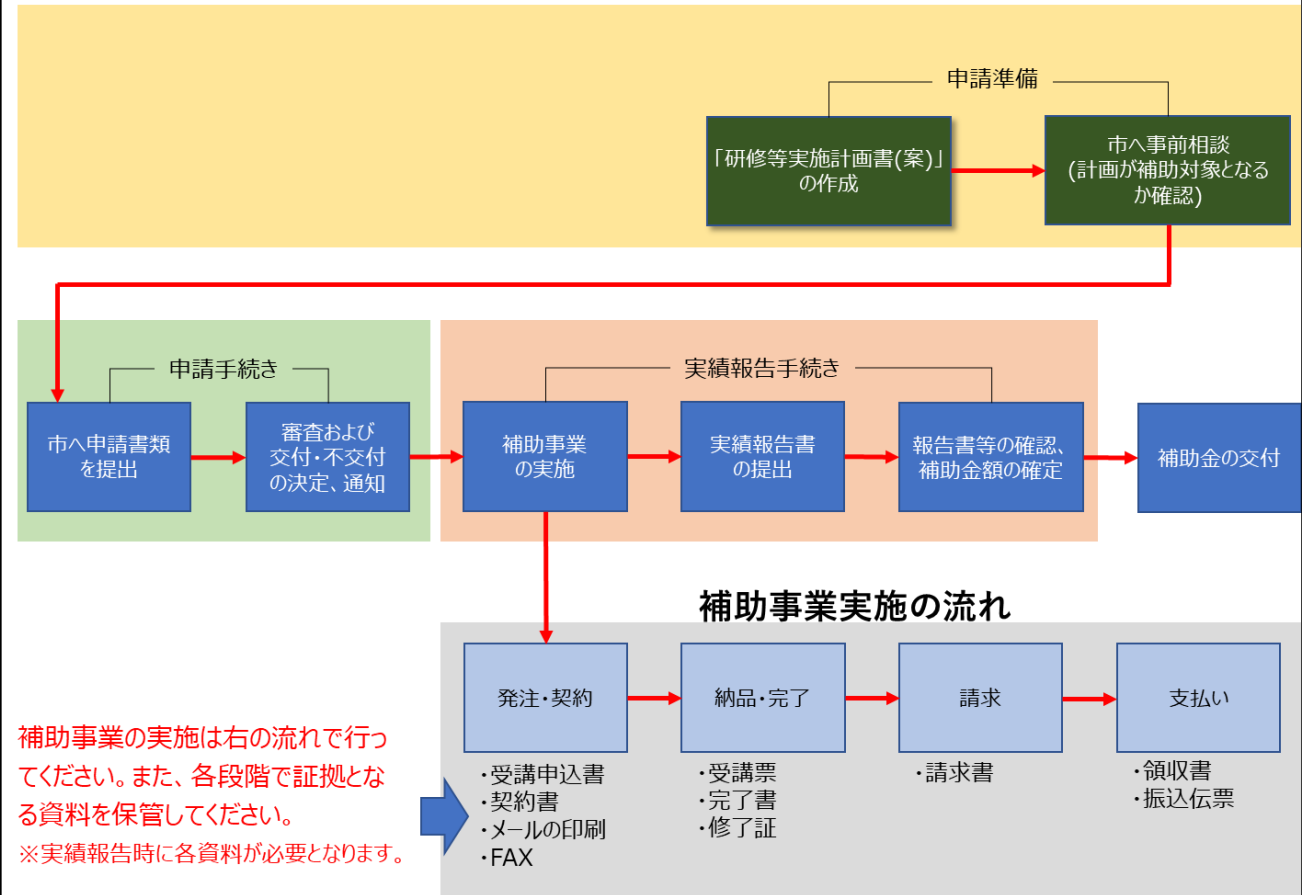 申請準備
「研修等実施計画書(案)」
の作成
市へ事前相談
(計画が補助対象となる
か確認)
申請手続き
市へ申請書類
を提出
審査および
交付・不交付
の決定、通知
実績報告手続き
補助事業
の実施
実績報告書
の提出
報告書等の確認、
補助金額の確定
補助金の交付
補助事業実施の流れ
発注・契約
納品・完了
請求
支払い
補助事業の実施は右の流れで行っ
てください。また、各段階で証拠とな
る資料を保管してください。
※実績報告時に各資料が必要となります。
・受講申込書
・契約書
・メールの印刷
・FAX
・受講票
・完了書
・修了証
・請求書
・領収書
・振込伝票